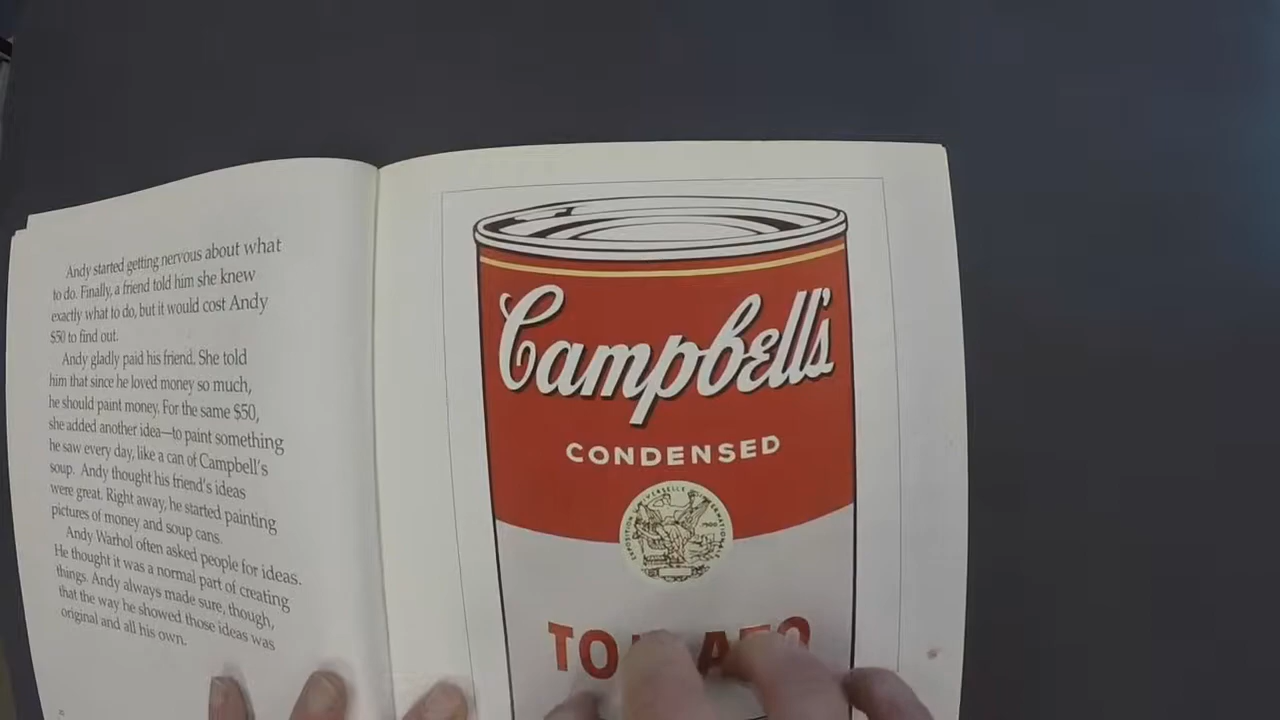 Andy started getting nervous about what
to do. Finally, a friend told him she knew
exactly what to do, but it would cost Andy
$50 to find out.
Andy gladly paid his friend. She told
him that since he loved money so much,
he should paint money. For the same $50,
she added another idea—to paint something
he saw every day, like a can of Campbell's
soup. Andy thought his friend's ideas
were great. Right away, he started painting
pictures of money and soup cans.
Andy Warhol often asked people for ideas.
He thought it was a normal part of creating
things. Andy always made sure, though,
that the way he showed those ideas was
original and all his own.
Campbell's
CONDENSED
EXPOSITION UNIVERSELLE INTERNATIONALE
1900